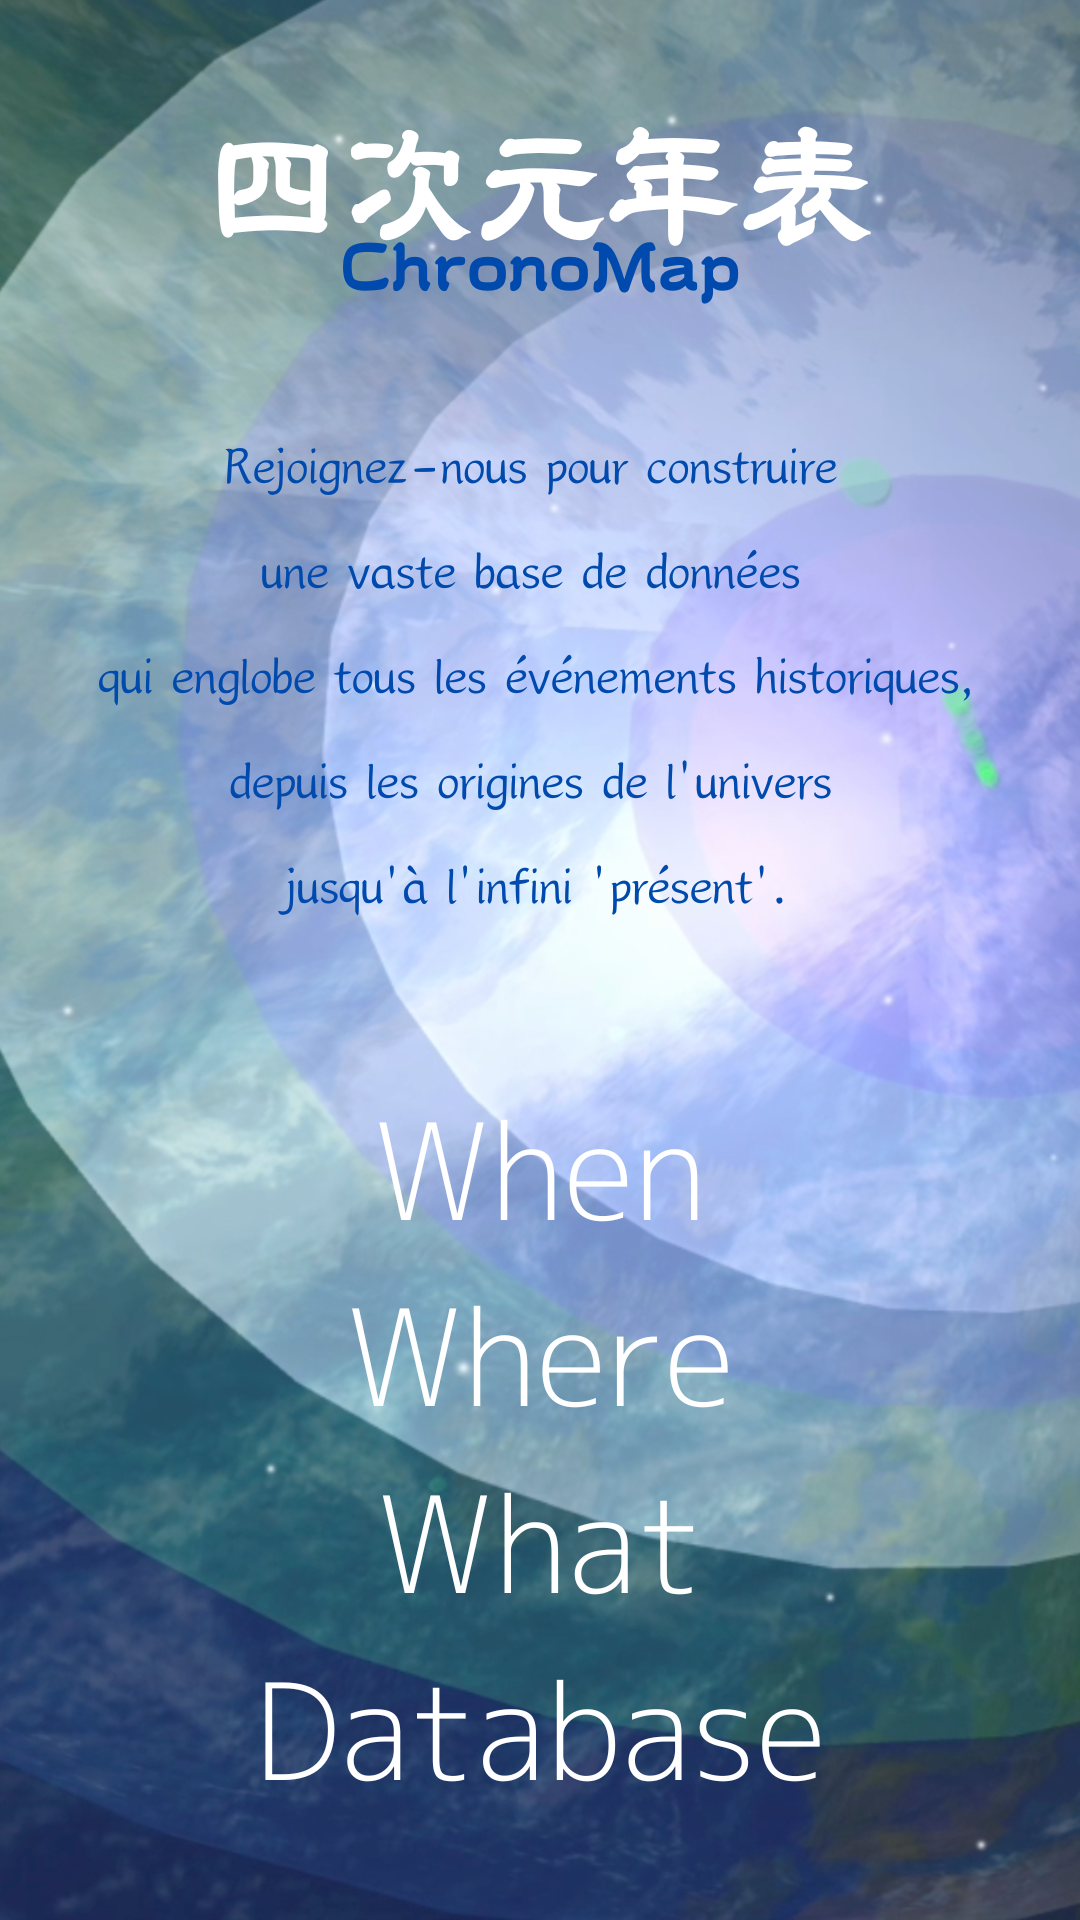 四次元年表
ChronoMap
Rejoignez-nous pour construire
une vaste base de données
qui englobe tous les événements historiques,
depuis les origines de l'univers
jusqu'à l'infini 'présent'.
When
Where
What
Database